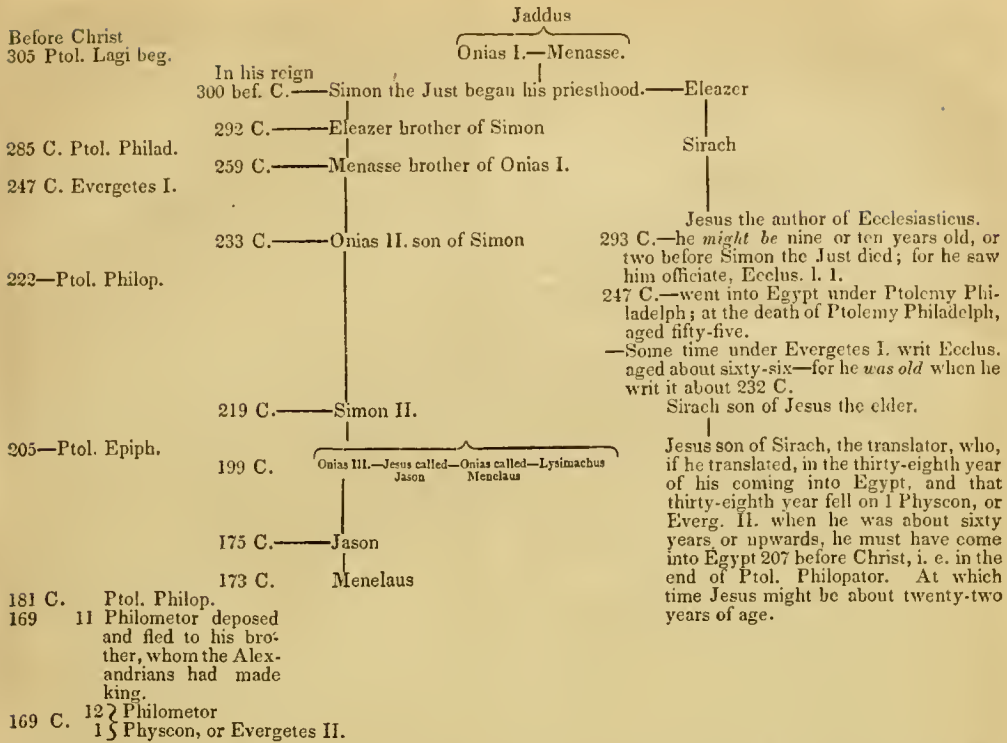 Jaddus
Before Christ
305 Ptol. Lagi beg.
Onias I.—Menasse.
In his reign
300 bef. C.—Simon the Just began his priesthood.—Eleazer
292 C.—Eleazer brother of Simon
285 C. Ptol. Philad.
Sirach
259 C.—Menasse brother of Onias I.
247 C. Evergetes I.
233 C.—Onias II. son of Simon
222—Ptol. Philop.
219 C.—Simon II.
205—Ptol. Epiph.
199 C.
Onias III.—Jesus called—Onias called—Lysimachus
Jason Menelaus
175 C.—Jason
173 C. Menelaus
181 C. Ptol. Philop.
169 11 Philometor deposed
and fled to his bro-
ther, whom the Alex-
andrians had made
king.
169 C. 12 } Philometor
1 } Physcon, or Evergetes II.
Jesus the author of Ecclesiasticus.
293 C.—he might be nine or ten years old, or
two before Simon the Just died; for he saw
him officiate, Ecclus. l. 1.
247 C.—went into Egypt under Ptolemy Phi-
ladelph; at the death of Ptolemy Philadelph,
aged fifty-five.
—Some time under Evergetes I. writ Ecclus.
aged about sixty-six—for he was old when he
writ it about 232 C.
Sirach son of Jesus the elder.
Jesus son of Sirach, the translator, who,
if he translated, in the thirty-eighth year
of his coming into Egypt, and that
thirty-eighth year fell on 1 Physcon, or
Everg. II. when he was about sixty
years or upwards, he must have come
into Egypt 207 before Christ, i. e. in the
end of Ptol. Philopator. At which
time Jesus might be about twenty-two
years of age.